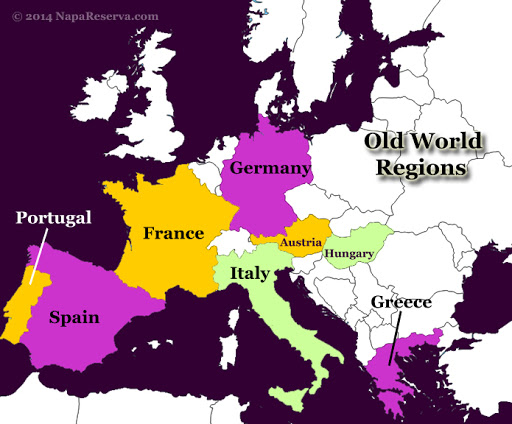 © 2014 NapaReserva.com
Old World
Regions
Germany
Portugal
France
Austria
Hungary
Italy
Greece
Spain